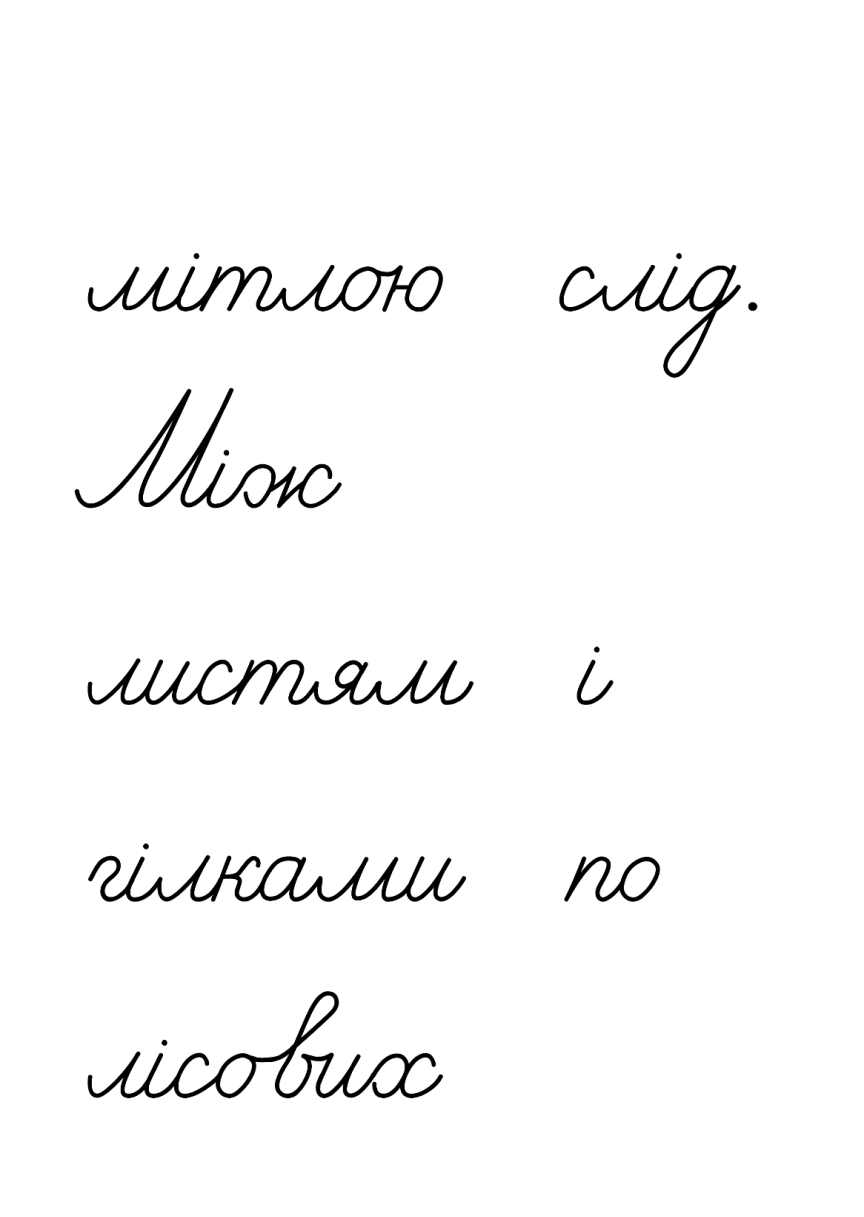 мітлою слід.
Між
листям і
гілками по
лісових